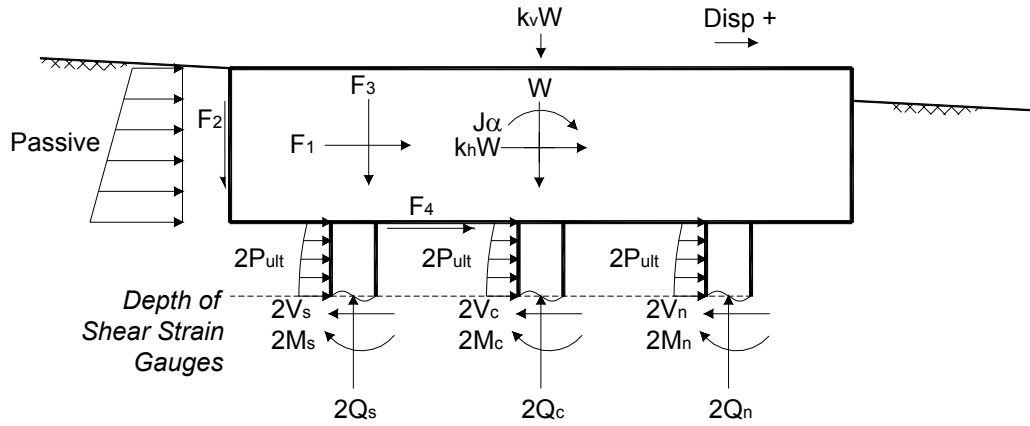 kvW
Disp +
F3
W
F2
Jα
Passive
F1
khW
F4
2Pult
2Pult
2Pult
Depth of
Shear Strain
Gauges
2Vs
2Vc
2Vn
2Ms
2Mc
2Mn
2Qs
2Qc
2Qn